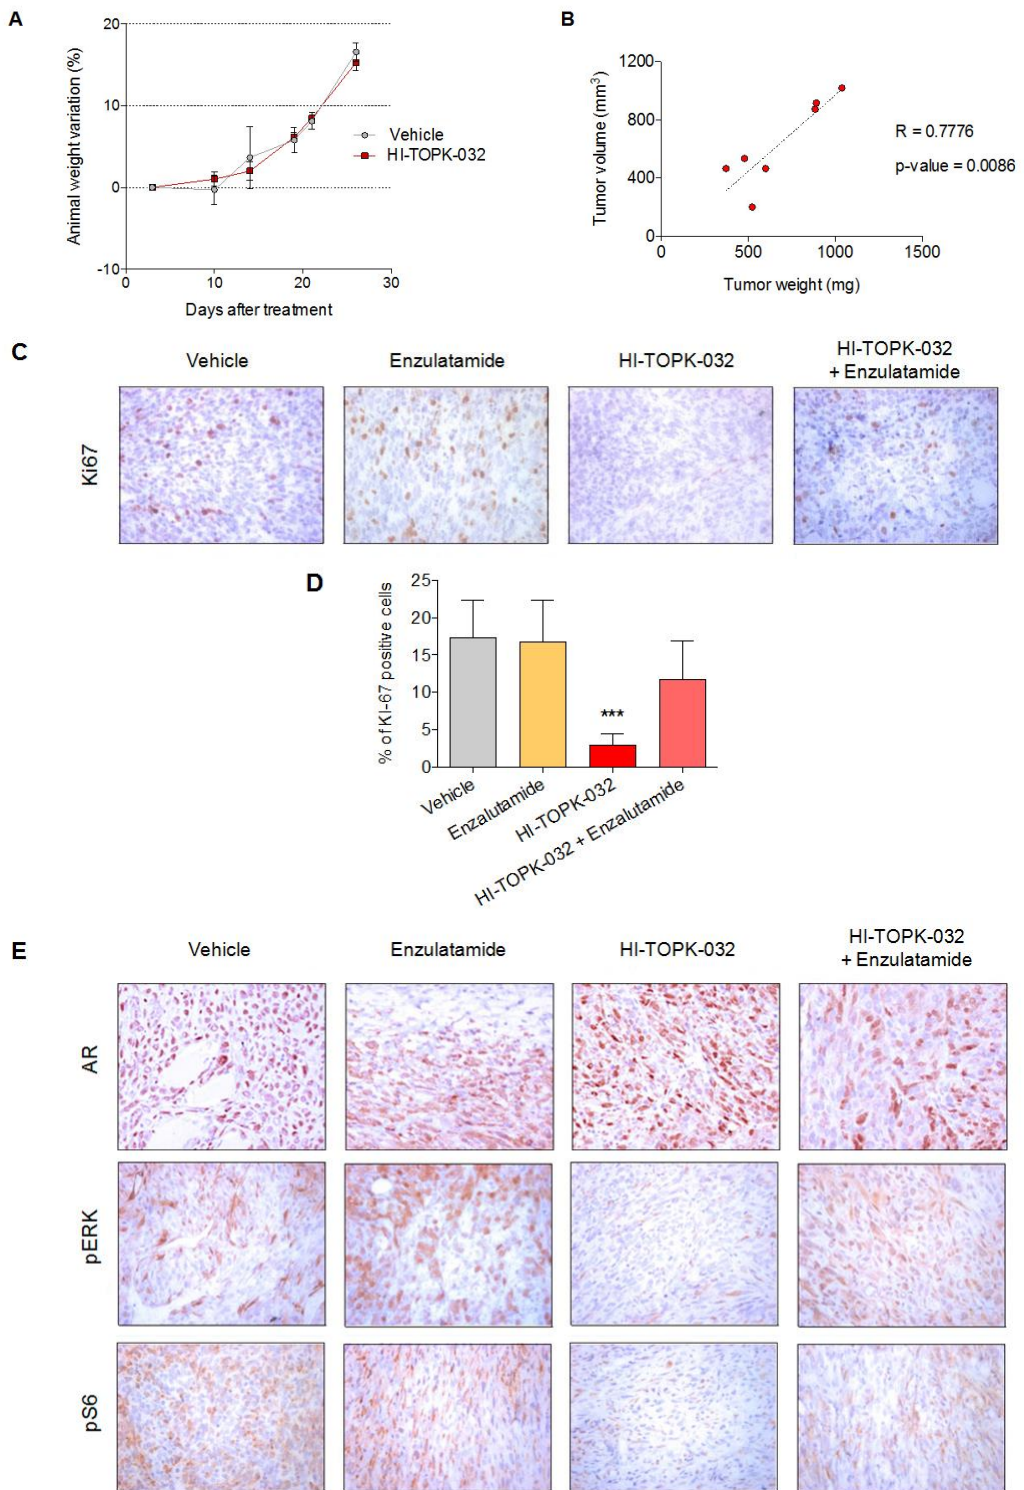 A
20
10
0
-10
Animal weight variation (%)
Vehicle
HI-TOPK-032
0
10
20
30
Days after treatment
B
1200
800
400
0
Tumor volume (mm³)
R = 0.7776
p-value = 0.0086
0
500
1000
1500
Tumor weight (mg)
C
Vehicle
Enzulatamide
HI-TOPK-032
HI-TOPK-032
+ Enzulatamide
Ki67
D
25
20
15
10
5
0
% of KI-67 positive cells
***
Vehicle
Enzalutamide
HI-TOPK-032
HI-TOPK-032 + Enzalutamide
E
Vehicle
Enzulatamide
HI-TOPK-032
HI-TOPK-032
+ Enzulatamide
AR
pERK
pS6